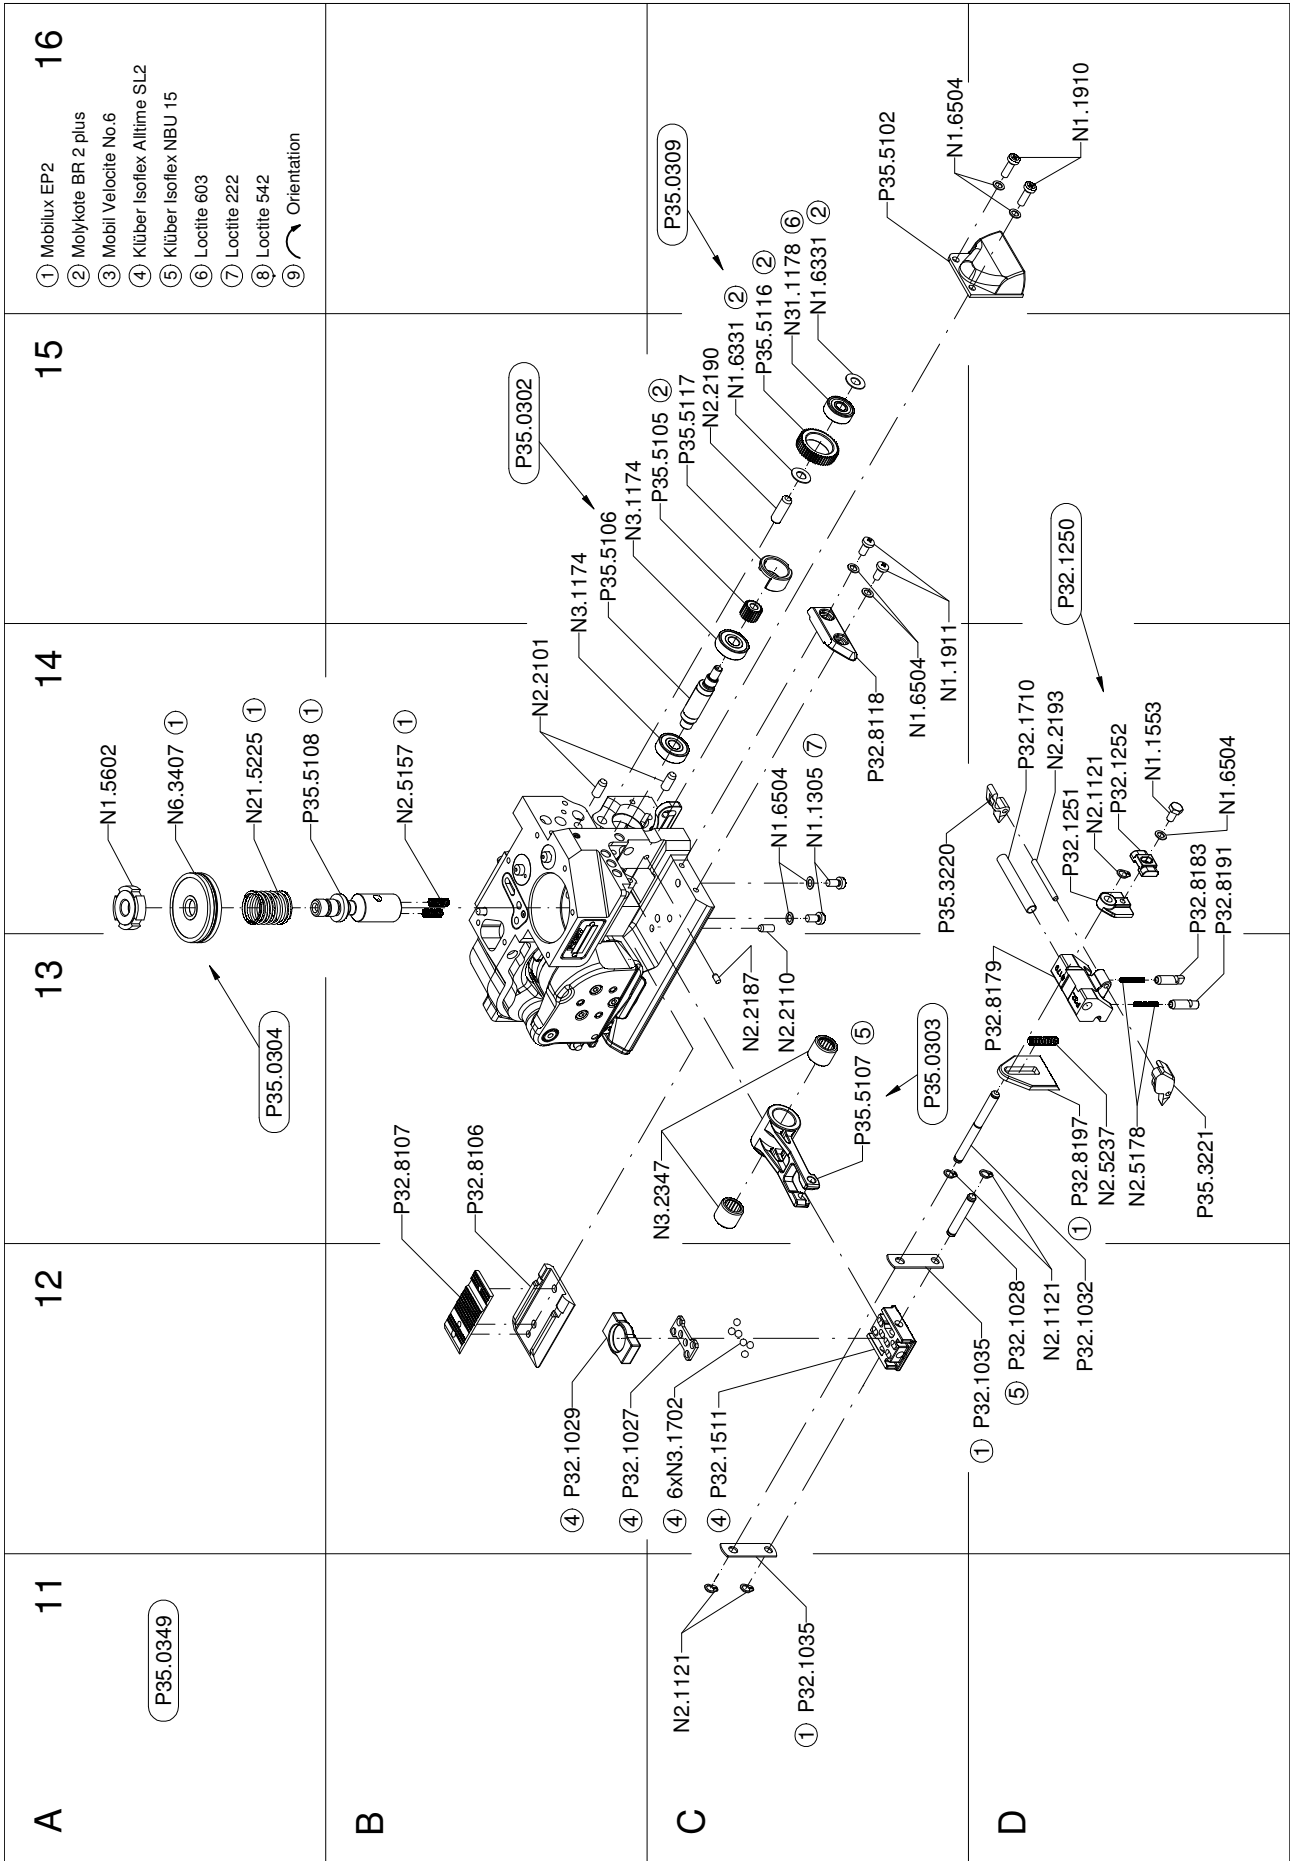 A
B
C
D
11
12
13
14
15
16
① Mobilux EP2
② Molykote BR 2 plus
③ Mobil Velocite No.6
④ Klüber Isoflex Alltime SL2
⑤ Klüber Isoflex NBU 15
⑥ Loctite 603
⑦ Loctite 222
⑧ Loctite 542
⑨ Orientation
P35.0349
P35.0304
N1.5602
N6.3407 ①
N21.5225 ①
P35.5108 ①
N2.5157 ①
P32.8107
P32.8106
N2.2101
N3.1174
P35.5106
N3.1174
P35.0302
P35.5105 ②
P35.5117
N2.2190
N1.6331 ②
P35.5116 ②
N31.1178 ⑥
N1.6331 ②
P35.0309
P35.5102
N1.6504
N1.1910
④ P32.1029
④ P32.1027
④ 6xN3.1702
④ P32.1511
N2.1121
① P32.1035
N3.2347
N2.2187
N2.2110
P35.5107 ⑤
P35.0303
N1.6504
N1.1305 ⑦
P32.8118
N1.6504
N1.1911
① P32.1035
⑤ P32.1028
N2.1121
P32.1032
① P32.8197
N2.5237
N2.5178
P35.3221
P32.8179
P35.3220
P32.1710
N2.2193
P32.1251
N2.1121
P32.1252
N1.1553
N1.6504
P32.8183
P32.8191
P32.1250